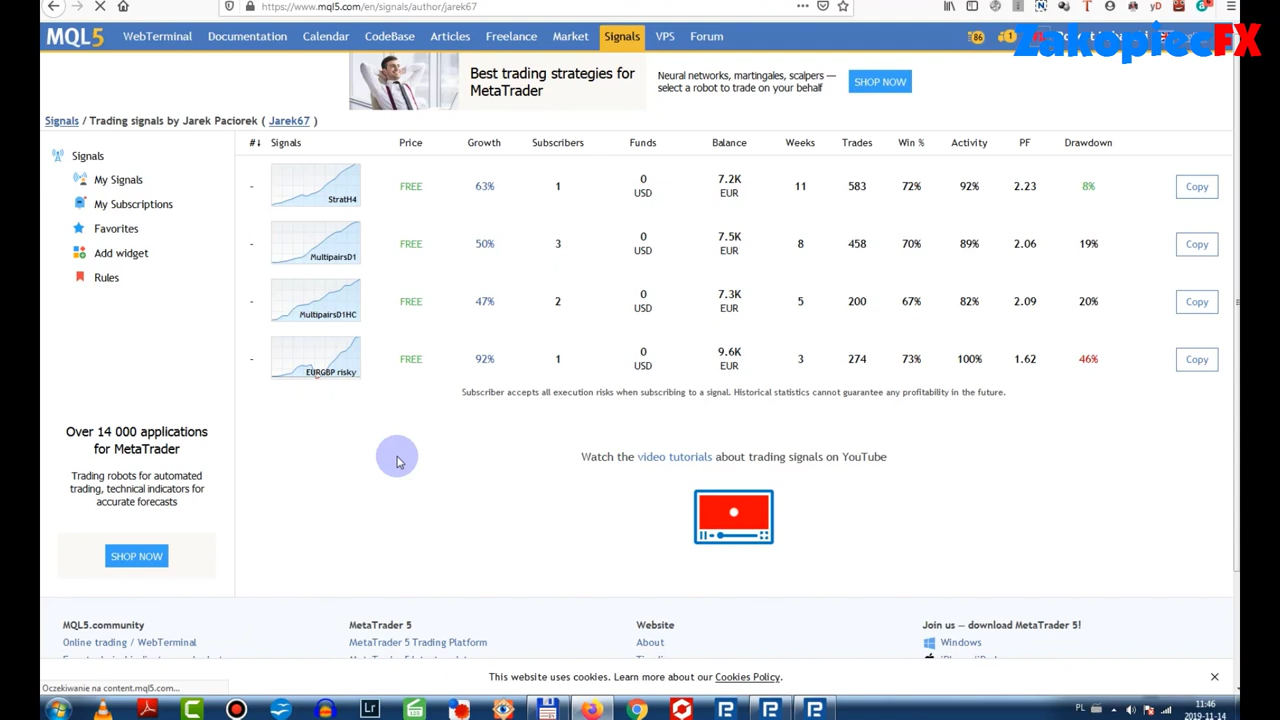 https://www.mql5.com/en/signals/author/jarek67
MQL5 WebTerminal Documentation Calendar CodeBase Articles Freelance Market Signals VPS Forum 86 1
ZakopiecFX
Best trading strategies for
MetaTrader
Neural networks, martingales, scalpers —
select a robot to trade on your behalf
SHOP NOW
Signals / Trading signals by Jarek Paciorek ( Jarek67 )
Signals
My Signals
My Subscriptions
Favorites
Add widget
Rules
Over 14 000 applications
for MetaTrader
Trading robots for automated
trading, technical indicators for
accurate forecasts
SHOP NOW
#↓ Signals Price Growth Subscribers Funds Balance Weeks Trades Win % Activity PF Drawdown
- StratH4 FREE 63% 1 0 USD 7.2K EUR 11 583 72% 92% 2.23 8% Copy
- MultipairsD1 FREE 50% 3 0 USD 7.5K EUR 8 458 70% 89% 2.06 19% Copy
- MultipairsD1HC FREE 47% 2 0 USD 7.3K EUR 5 200 67% 82% 2.09 20% Copy
- EURGBP risky FREE 92% 1 0 USD 9.6K EUR 3 274 73% 100% 1.62 46% Copy
Subscriber accepts all execution risks when subscribing to a signal. Historical statistics cannot guarantee any profitability in the future.
Watch the video tutorials about trading signals on YouTube
MQL5.community
Online trading / WebTerminal
MetaTrader 5
MetaTrader 5 Trading Platform
Website
About
Join us — download MetaTrader 5!
Windows
This website uses cookies. Learn more about our Cookies Policy.
Oczekiwanie na content.mql5.com...
Lr
PL
11:46
2019-11-14